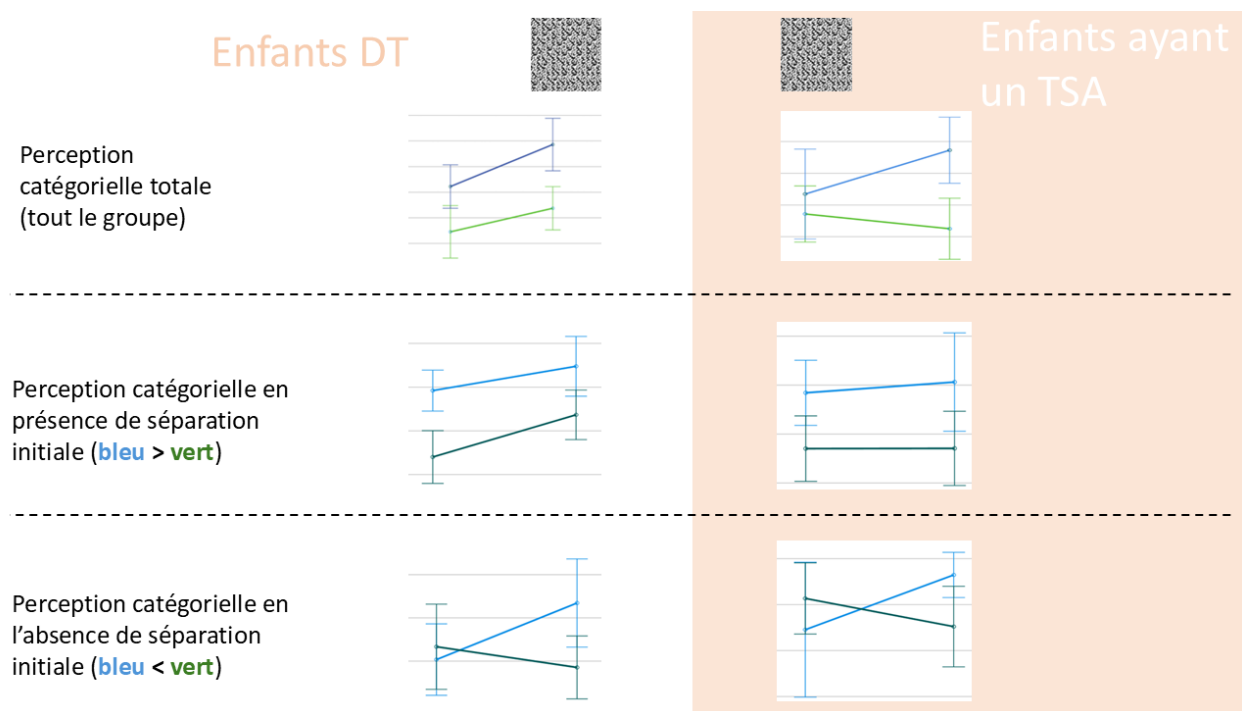 Enfants DT
Enfants ayant
un TSA
Perception
catégorielle totale
(tout le groupe)
Perception catégorielle en
présence de séparation
initiale (bleu > vert)
Perception catégorielle en
l’absence de séparation
initiale (bleu < vert)